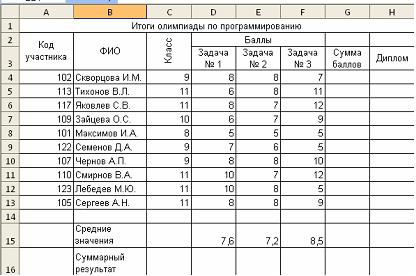 A B C D E F G H
1 Итоги олимпиады по программированию
2 Код участника ФИО Класс Баллы Сумма баллов Диплом
3 Задача № 1 Задача № 2 Задача № 3
4 102 Скворцова И.М. 9 8 8 7
5 113 Тихонов В.Л. 11 6 8 11
6 117 Яковлев С.В. 11 8 7 12
7 109 Зайцева О.С. 10 6 7 9
8 101 Максимов И.А. 8 5 5 5
9 122 Семенов Д.А. 9 7 6 5
10 107 Чернов А.П. 9 8 8 10
11 110 Смирнов В.А. 11 10 7 12
12 123 Лебедев М.Ю. 11 10 8 5
13 105 Сергеев А.Н. 11 8 8 9
14
15 Средние значения 7,6 7,2 8,5
16 Суммарный результат